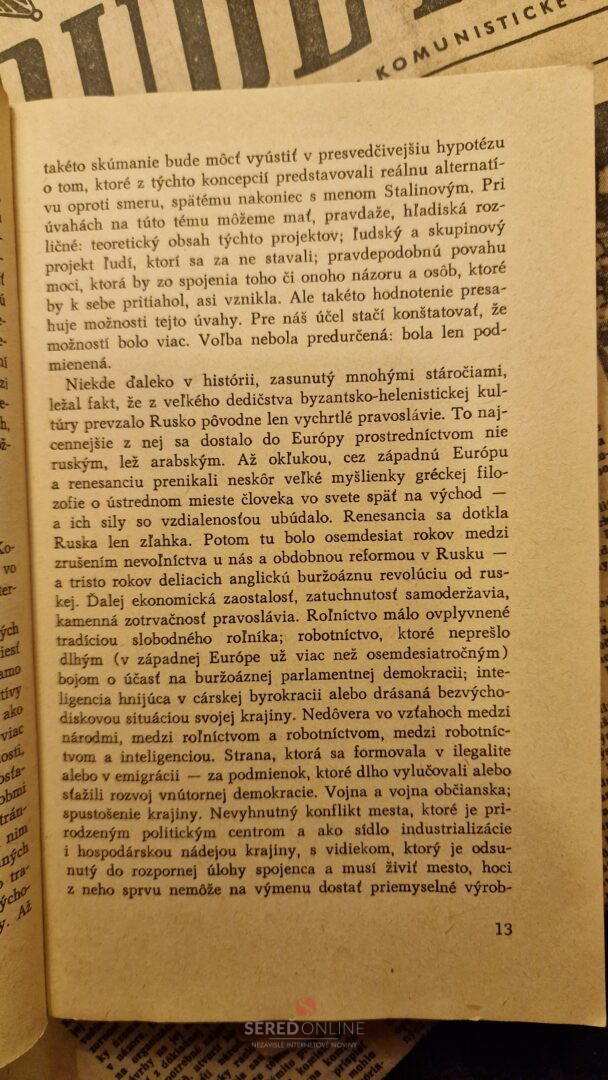 KOMUNISTICKÉ
takéto skúmanie bude môcť vyústiť v presvedčivejšiu hypotézu
o tom, ktoré z týchto koncepcií predstavovali reálnu alternatí-
vu oproti smeru, spätému nakoniec s menom Stalinovým. Pri
úvahách na túto tému môžeme mať, pravdaže, hľadiská roz-
ličné: teoretický obsah týchto projektov; ľudský a skupinový
projekt ľudí, ktorí sa za ne stavali; pravdepodobnú povahu
moci, ktorá by zo spojenia toho či onoho názoru a osôb, ktoré
by k sebe pritiahol, asi vznikla. Ale takéto hodnotenie presa-
huje možnosti tejto úvahy. Pre náš účel stačí konštatovať, že
možností bolo viac. Voľba nebola predurčená: bola len pod-
mienená.
Niekde ďaleko v histórii, zasunutý mnohými stáročiami,
ležal fakt, že z veľkého dedičstva byzantsko-helenistickej kul-
túry prevzalo Rusko pôvodne len vychrtlé pravoslávie. To naj-
cennejšie z nej sa dostalo do Európy prostredníctvom nie
ruským, lež arabským. Až okľukou, cez západnú Európu
a renesanciu prenikali neskôr veľké myšlienky gréckej filo-
zofie o ústrednom mieste človeka vo svete späť na východ —
a ich sily so vzdialenosťou ubúdalo. Renesancia sa dotkla
Ruska len zľahka. Potom tu bolo osemdesiat rokov medzi
zrušením nevoľníctva u nás a obdobnou reformou v Rusku —
a tristo rokov deliacich anglickú buržoáznu revolúciu od rus-
kej. Ďalej ekonomická zaostalosť, zatuchnutosť samoderžavia,
kamenná zotrvačnosť pravoslávia. Roľníctvo málo ovplyvnené
tradíciou slobodného roľníka; robotníctvo, ktoré neprešlo
dlhým (v západnej Európe už viac než osemdesiatročným)
bojom o účasť na buržoáznej parlamentnej demokracii; inte-
ligencia hnijúca v cárskej byrokracii alebo drásaná bezvýcho-
diskovou situáciou svojej krajiny. Nedôvera vo vzťahoch medzi
národmi, medzi roľníctvom a robotníctvom, medzi robotníc-
tvom a inteligenciou. Strana, ktorá sa formovala v ilegalite
alebo v emigrácii — za podmienok, ktoré dlho vylučovali alebo
sťažili rozvoj vnútornej demokracie. Vojna a vojna občianska;
spustošenie krajiny. Nevyhnutný konflikt mesta, ktoré je pri-
rodzeným politickým centrom a ako sídlo industrializácie
i hospodárskou nádejou krajiny, s vidiekom, ktorý je odsu-
nutý do rozpornej úlohy spojenca a musí živiť mesto, hoci
z neho sprvu nemôže na výmenu dostať priemyselné výrob-
13
SEREĎONLINE
NEZÁVISLÉ INTERNETOVÉ NOVINY